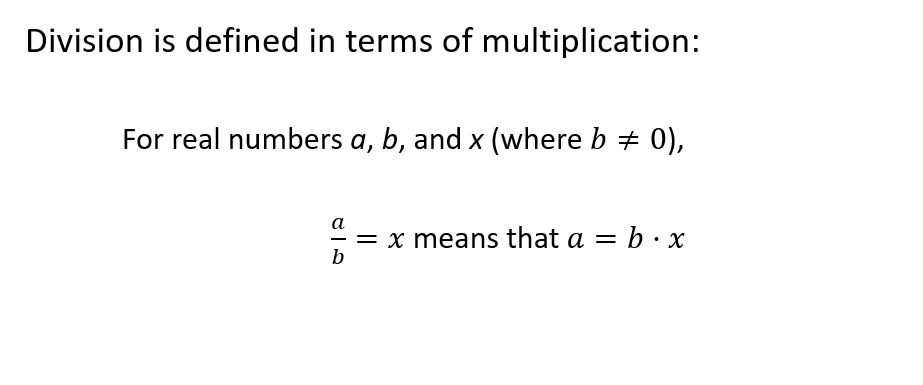 Division is defined in terms of multiplication:
For real numbers a, b, and x (where b ≠ 0),
a/b = x means that a = b · x